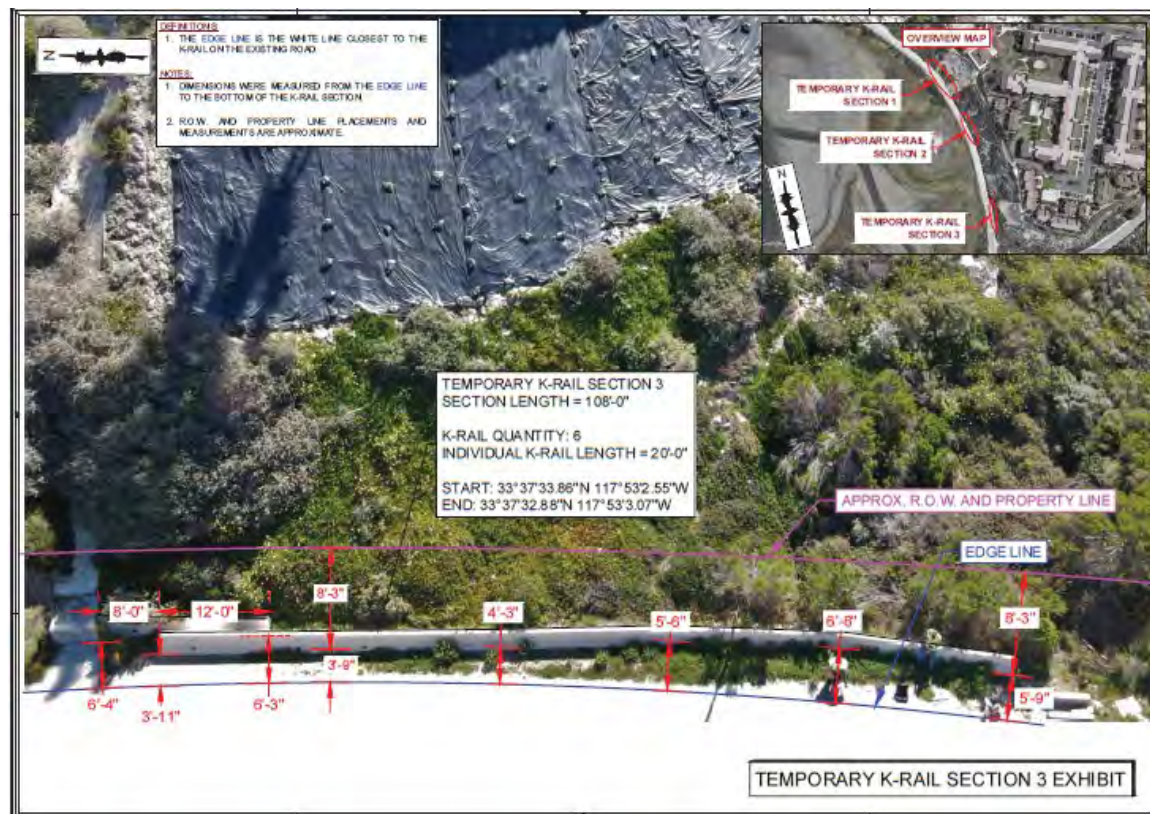 N
DEFINITIONS:
1. THE EDGE LINE IS THE WHITE LINE CLOSEST TO THE
K-RAIL ON THE EXISTING ROAD.
NOTES:
1. DIMENSIONS WERE MEASURED FROM THE EDGE LINE
TO THE BOTTOM OF THE K-RAIL SECTION
2. R.O.W. AND PROPERTY LINE PLACEMENTS AND
MEASUREMENTS ARE APPROXIMATE.
OVERVIEW MAP
TEMPORARY K-RAIL
SECTION 1
TEMPORARY K-RAIL
SECTION 2
N
TEMPORARY K-RAIL
SECTION 3
TEMPORARY K-RAIL SECTION 3
SECTION LENGTH = 108'-0"
K-RAIL QUANTITY: 6
INDIVIDUAL K-RAIL LENGTH = 20'-0"
START: 33°37'33.86"N 117°53'2.55"W
END: 33°37'32.88"N 117°53'3.07"W
APPROX. R.O.W. AND PROPERTY LINE
EDGE LINE
8'-0"
12'-0"
8'-3"
4'-3"
5'-6"
6'-8"
8'-3"
3'-9"
6'-4"
3'-11"
6'-3"
5'-9"
TEMPORARY K-RAIL SECTION 3 EXHIBIT